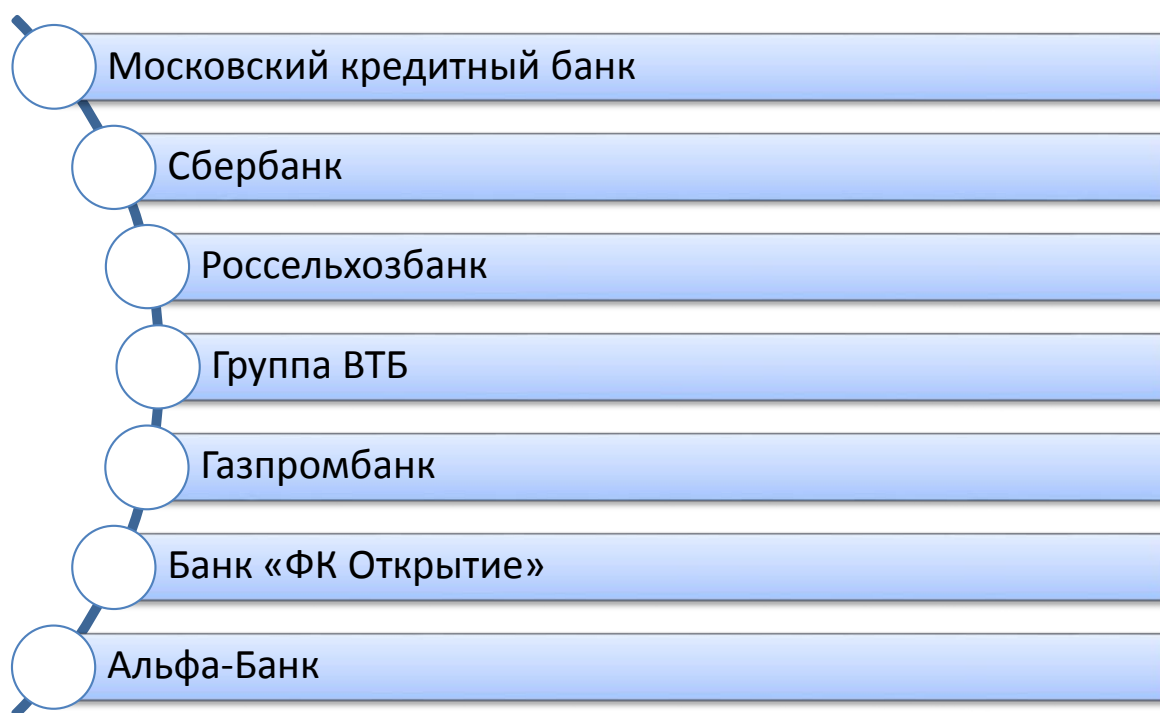 Московский кредитный банк
Сбербанк
Россельхозбанк
Группа ВТБ
Газпромбанк
Банк «ФК Открытие»
Альфа-Банк